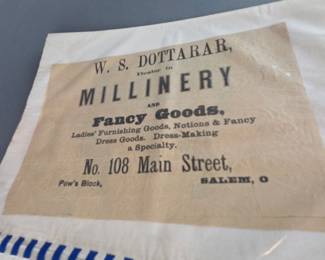 W. S. DOTTARAR,
Dealer in
MILLINERY
AND
Fancy Goods,
Ladies' Furnishing Goods, Notions & Fancy
Dress Goods. Dress-Making
a Specialty.
No. 108 Main Street,
Pow's Block, SALEM, O